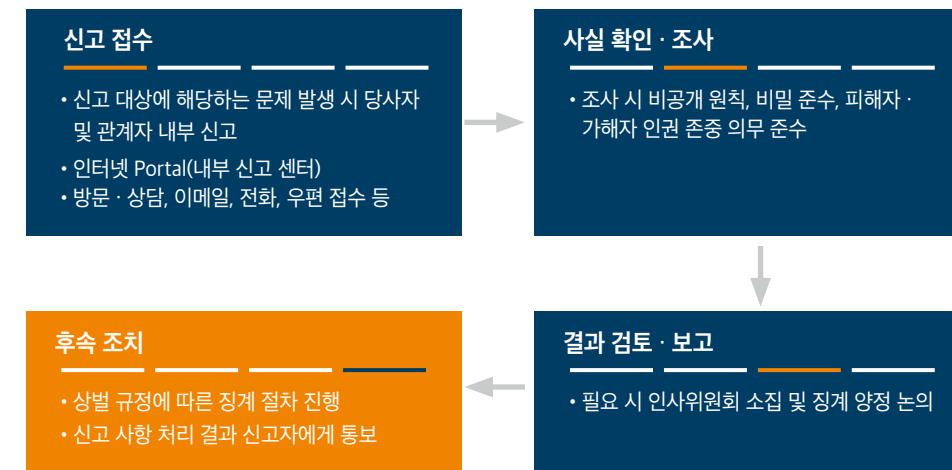 신고 접수
• 신고 대상에 해당하는 문제 발생 시 당사자
및 관계자 내부 신고
• 인터넷 Portal(내부 신고 센터)
• 방문 · 상담, 이메일, 전화, 우편 접수 등
사실 확인 · 조사
• 조사 시 비공개 원칙, 비밀 준수, 피해자 ·
가해자 인권 존중 의무 준수
결과 검토 · 보고
• 필요 시 인사위원회 소집 및 징계 양정 논의
후속 조치
• 상벌 규정에 따른 징계 절차 진행
• 신고 사항 처리 결과 신고자에게 통보